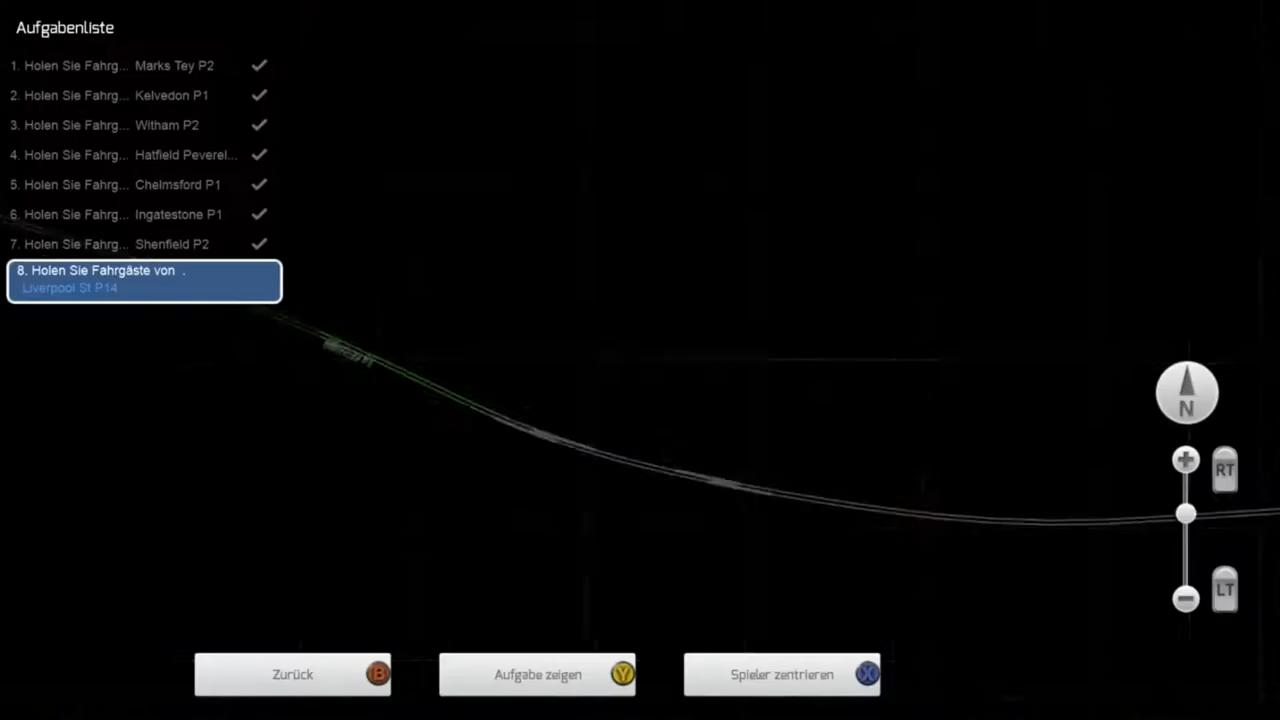 Aufgabenliste
1. Holen Sie Fahrg... Marks Tey P2
2. Holen Sie Fahrg... Kelvedon P1
3. Holen Sie Fahrg... Witham P2
4. Holen Sie Fahrg... Hatfield Peverel...
5. Holen Sie Fahrg... Chelmsford P1
6. Holen Sie Fahrg... Ingatestone P1
7. Holen Sie Fahrg... Shenfield P2
8. Holen Sie Fahrgäste von .
Liverpool St P14
N
RT
LT
Zurück B
Aufgabe zeigen Y
Spieler zentrieren X